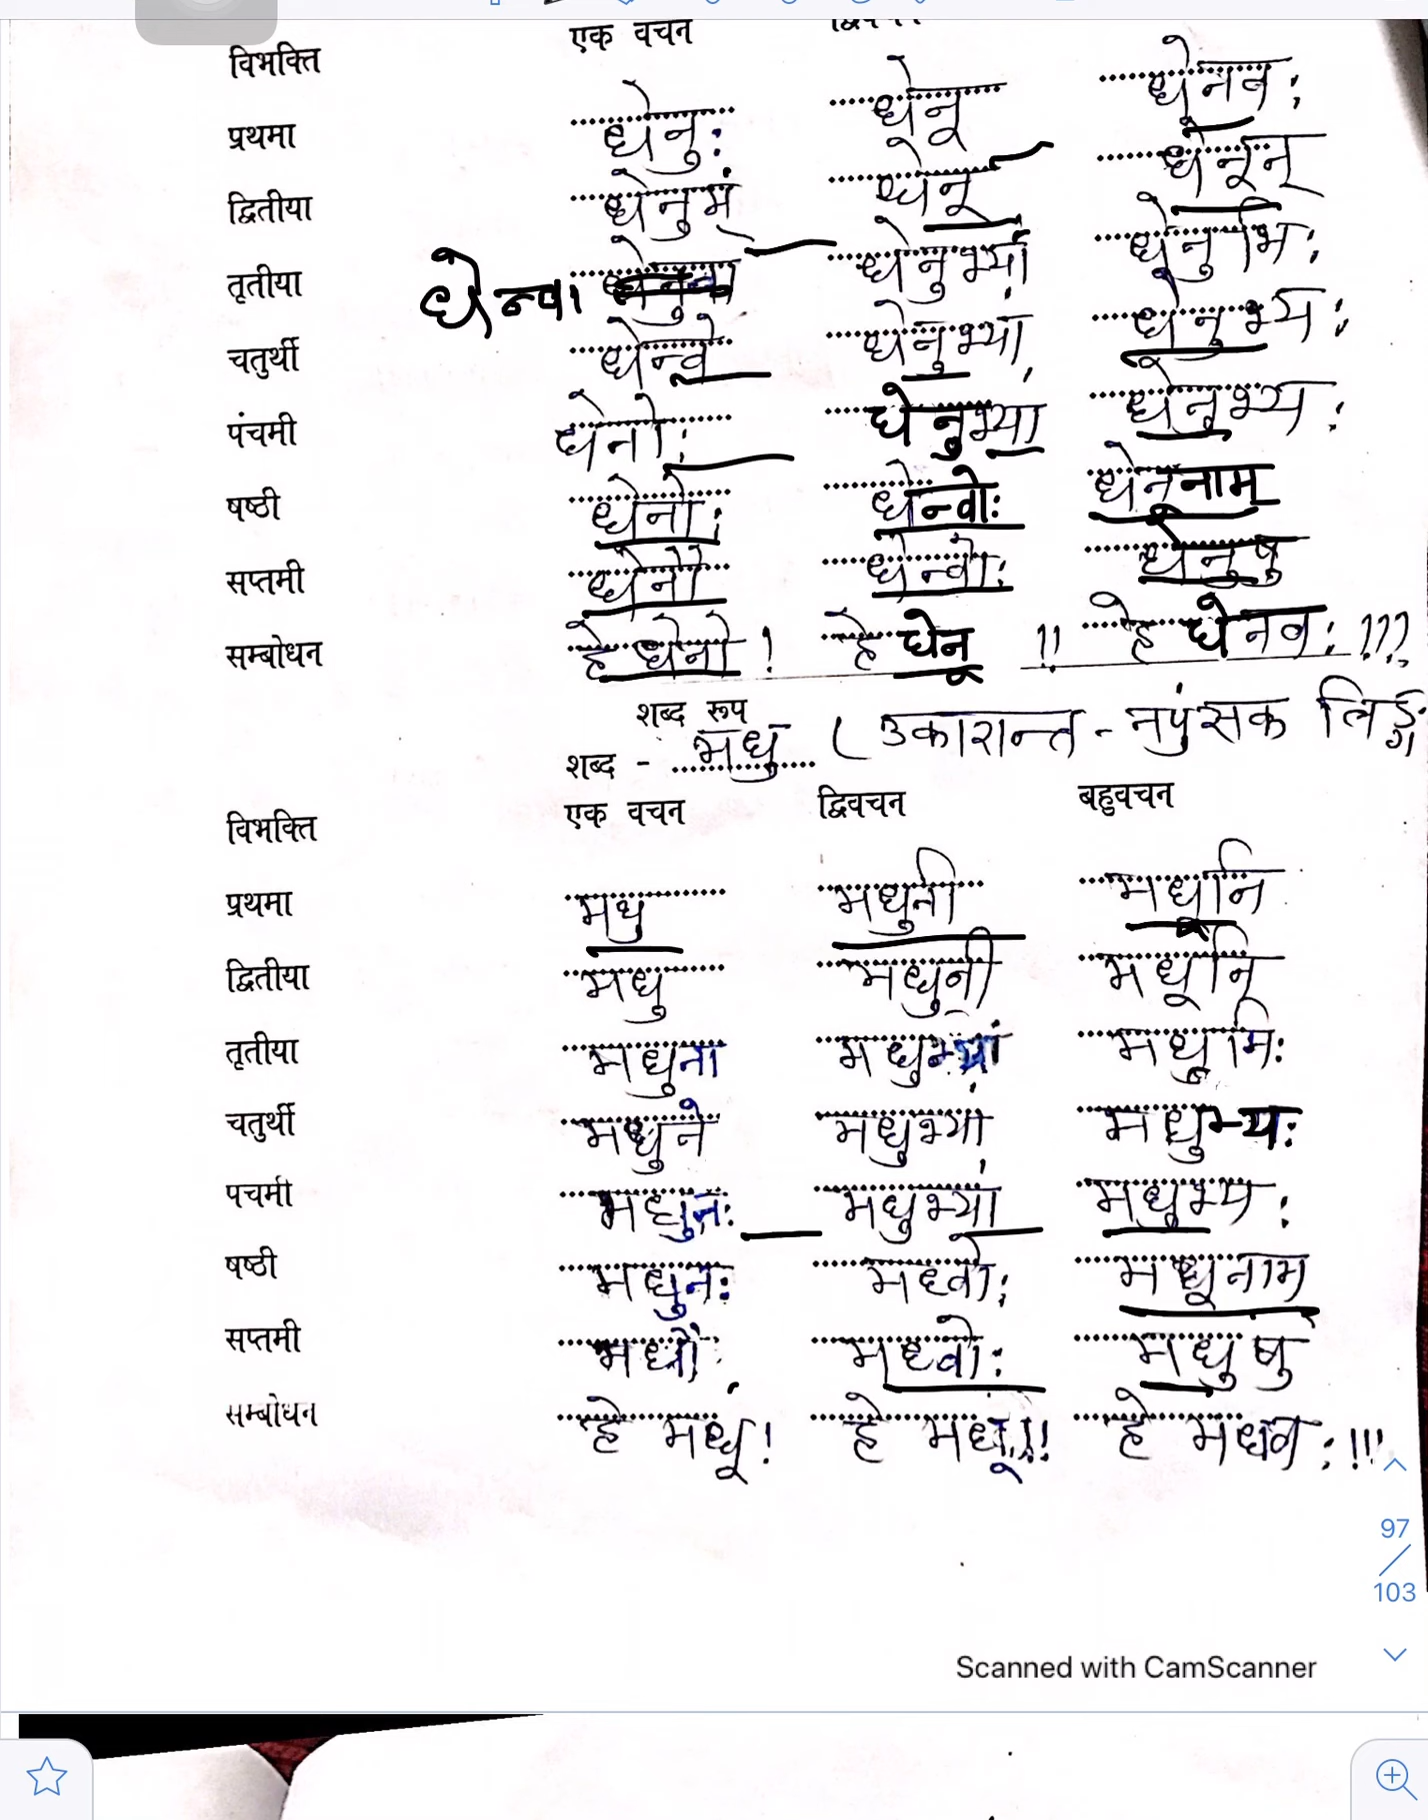 एक वचन
विभक्ति
प्रथमा धेनुः धेनू धेनवः
द्वितीया धेनुम् धेनू धेनून्
तृतीया धेन्वा धेनुभ्यां धेनुभिः
चतुर्थी धेन्वे धेनुभ्यां धेनुभ्यः
पंचमी धेनोः धेनुभ्यां धेनुभ्यः
षष्ठी धेनोः धेन्वोः धेनूनाम्
सप्तमी धेनौ धेन्वोः धेनुषु
सम्बोधन हे धेनो ! हे धेनू !! हे धेनवः !!!
शब्द रूप
शब्द - मधु ( उकारान्त - नपुंसक लिङ्ग
विभक्ति एक वचन द्विवचन बहुवचन
प्रथमा मधु मधुनी मधूनि
द्वितीया मधु मधुनी मधूनि
तृतीया मधुना मधुभ्यां मधुभिः
चतुर्थी मधुने मधुभ्यां मधुभ्यः
पचमी मधुनः मधुभ्यां मधुभ्यः
षष्ठी मधुनः मध्वोः मधूनाम
सप्तमी मधौ मध्वोः मधुषु
सम्बोधन हे मधू ! हे मधू !! हे मधवः !!!
97
103
Scanned with CamScanner